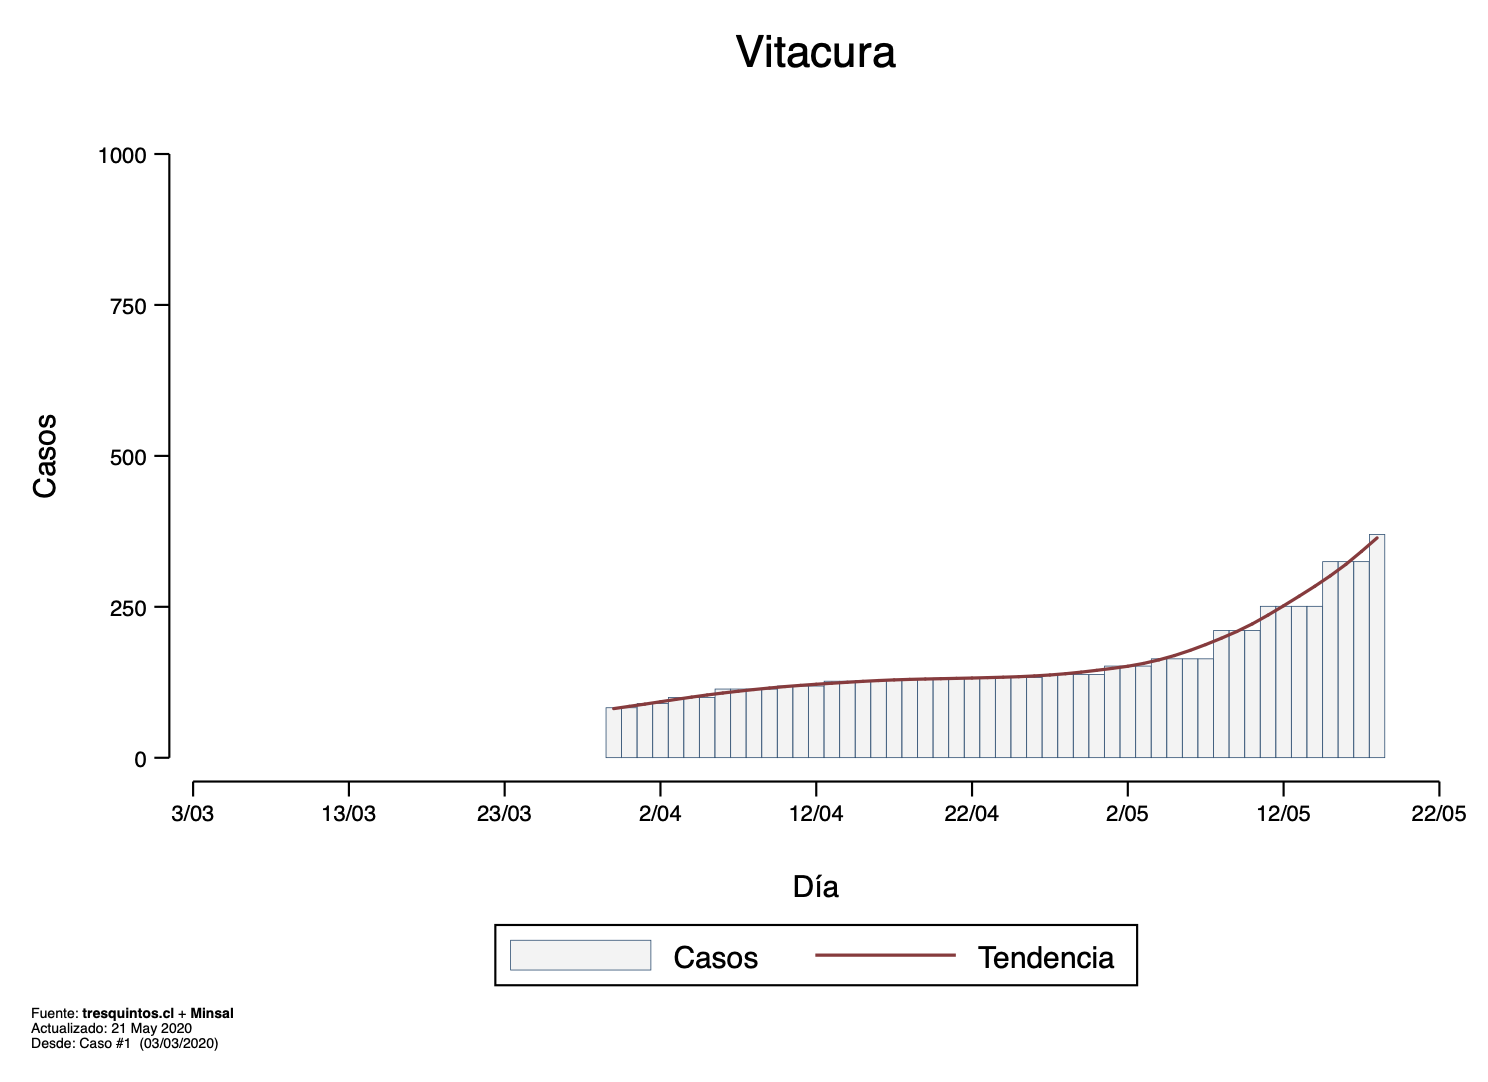 Vitacura
1000
750
500
250
0
Casos
3/03 13/03 23/03 2/04 12/04 22/04 2/05 12/05 22/05
Día
Casos Tendencia
Fuente: tresquintos.cl + Minsal
Actualizado: 21 May 2020
Desde: Caso #1 (03/03/2020)